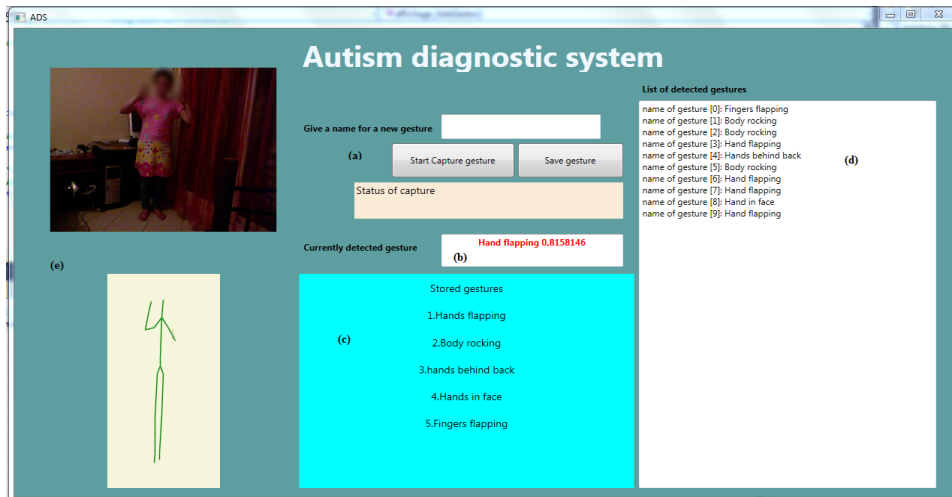 ADS
Autism diagnostic system
Give a name for a new gesture
(a)
Start Capture gesture
Save gesture
Status of capture
Currently detected gesture
Hand flapping 0,8158146
(b)
(e)
(c)
Stored gestures
1.Hands flapping
2.Body rocking
3.hands behind back
4.Hands in face
5.Fingers flapping
List of detected gestures
name of gesture [0]: Fingers flapping
name of gesture [1]: Body rocking
name of gesture [2]: Body rocking
name of gesture [3]: Hand flapping
name of gesture [4]: Hands behind back
name of gesture [5]: Body rocking
name of gesture [6]: Hand flapping
name of gesture [7]: Hand flapping
name of gesture [8]: Hand in face
name of gesture [9]: Hand flapping
(d)